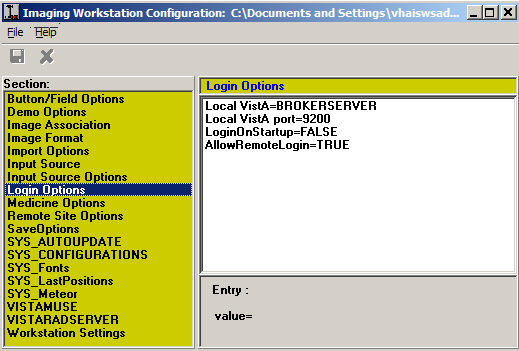 Imaging Workstation Configuration: C:\Documents and Settings\vhaiswsad...
File Help
Section:
Button/Field Options
Demo Options
Image Association
Image Format
Import Options
Input Source
Input Source Options
Login Options
Medicine Options
Remote Site Options
SaveOptions
SYS_AUTOUPDATE
SYS_CONFIGURATIONS
SYS_Fonts
SYS_LastPositions
SYS_Meteor
VISTAMUSE
VISTARADSERVER
Workstation Settings
Login Options
Local VistA=BROKERSERVER
Local VistA port=9200
LoginOnStartup=FALSE
AllowRemoteLogin=TRUE
Entry :
value=